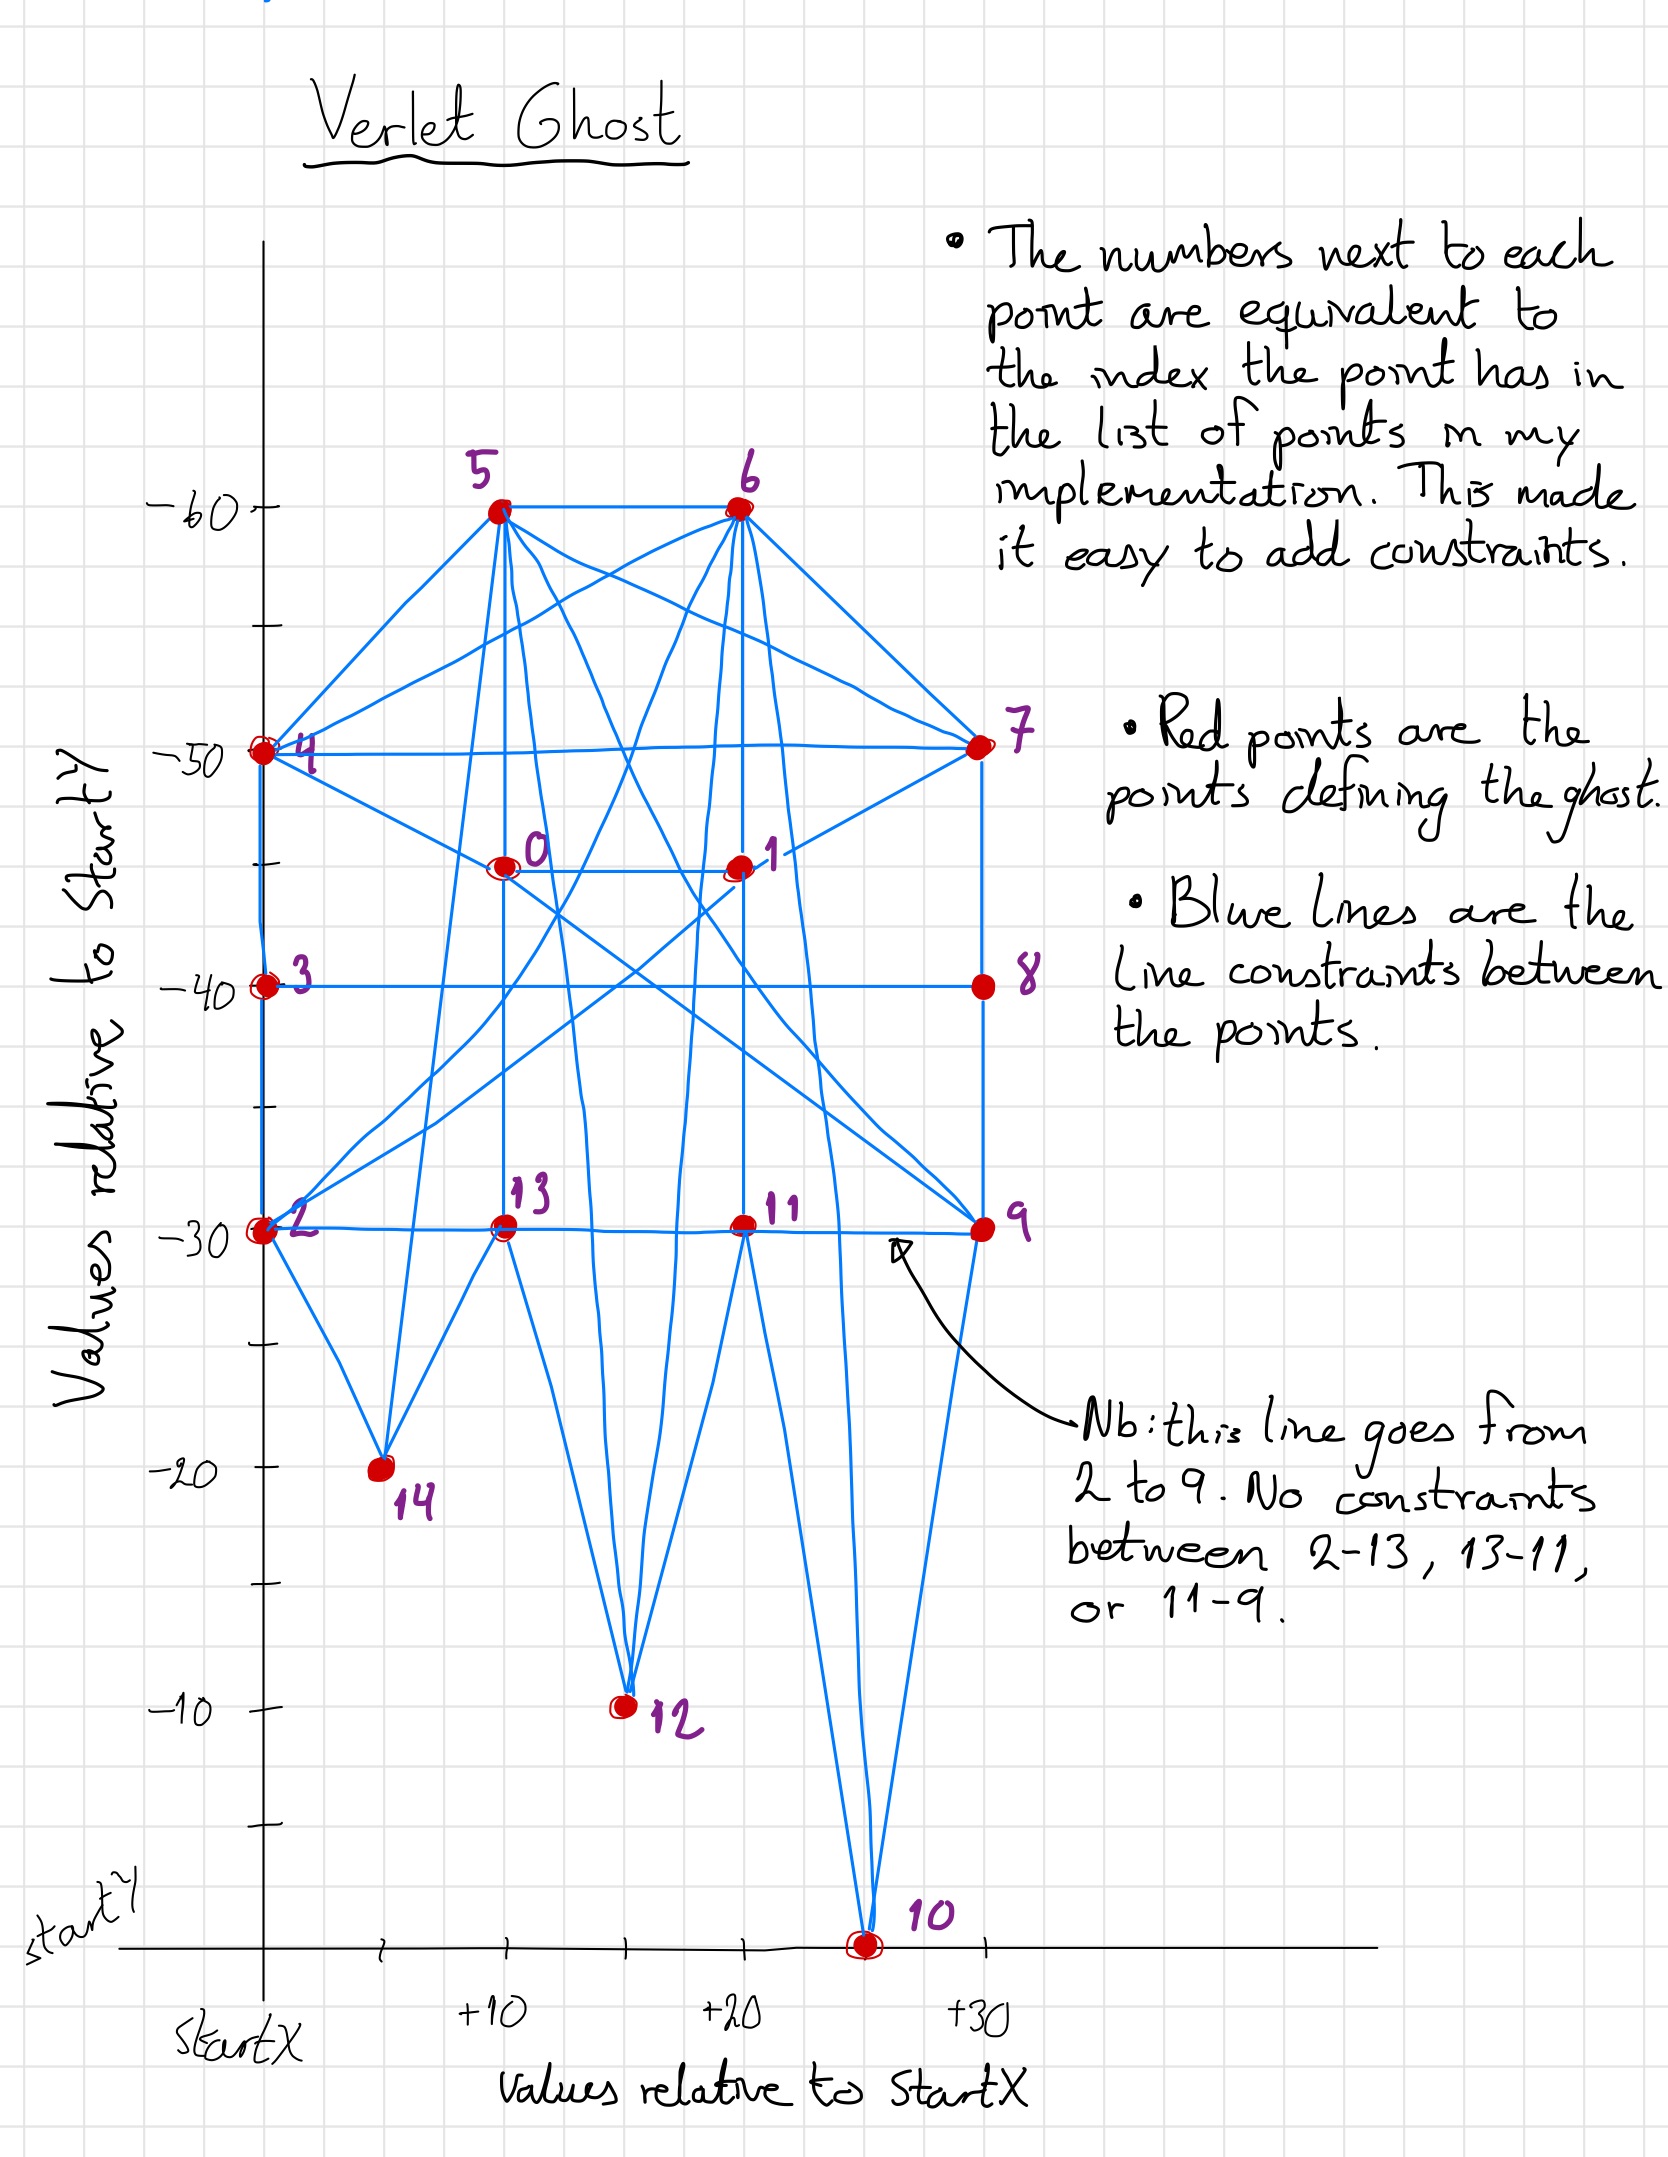 Verlet Ghost
• The numbers next to each
point are equivalent to
the index the point has in
the list of points in my
implementation. This made
it easy to add constraints.
5
6
-60
• Red points are the
points defining the ghost.
7
4
-50
0
1
• Blue lines are the
line constraints between
the points.
3
8
-40
Values relative to StartY
13
11
9
2
-30
Nb: this line goes from
2 to 9. No constraints
between 2-13, 13-11,
or 11-9.
-20
14
-10
12
10
startY
StartX
+10
+20
+30
Values relative to StartX